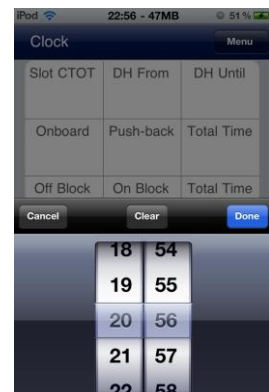 iPod 22:56 - 47MB 51%
Clock Menu
Slot CTOT DH From DH Until
Onboard Push-back Total Time
Off Block On Block Total Time
Cancel Clear Done
18 54
19 55
20 56
21 57
22 58